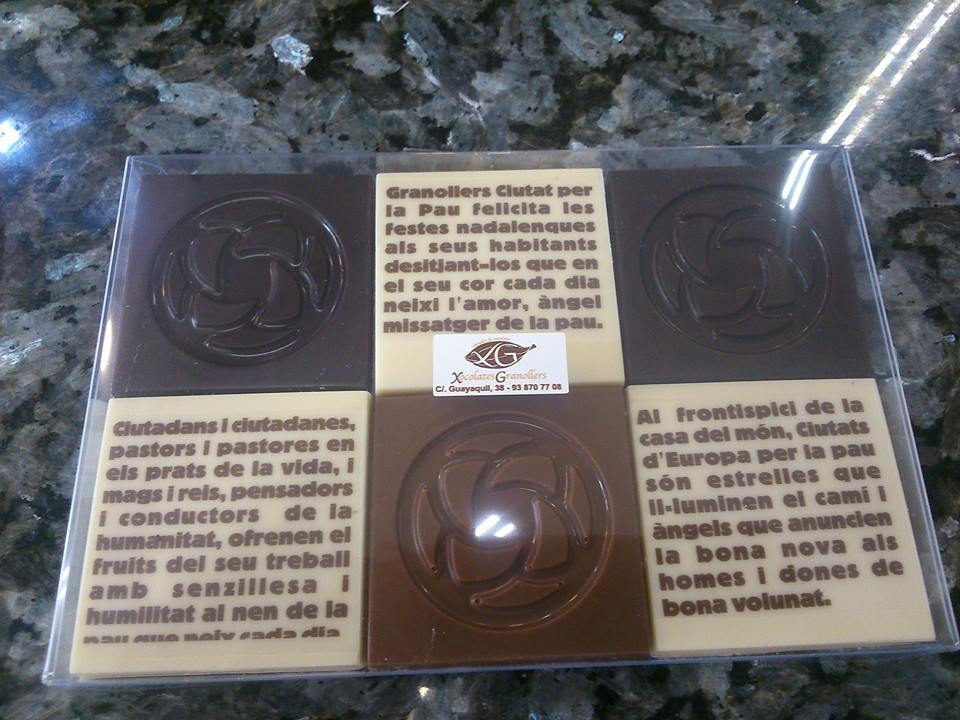 Granollers Ciutat per
la Pau felicita les
festes nadalenques
als seus habitants
desitjant-los que en
el seu cor cada dia
neixi l'amor, àngel
missatger de la pau.
XG
Xocolates Granollers
C/. Guayaquil, 38 - 93 870 77 08
Ciutadans i ciutadanes,
pastors i pastores en
els prats de la vida, i
mags i reis, pensadors
i conductors de la
humanitat, ofrenen el
fruits del seu treball
amb senzillesa i
humilitat al nen de la
pau que neix cada dia
Al frontispici de la
casa del món, Ciutats
d'Europa per la pau
són estrelles que
il·luminen el camí i
àngels que anuncien
la bona nova als
homes i dones de
bona volunat.